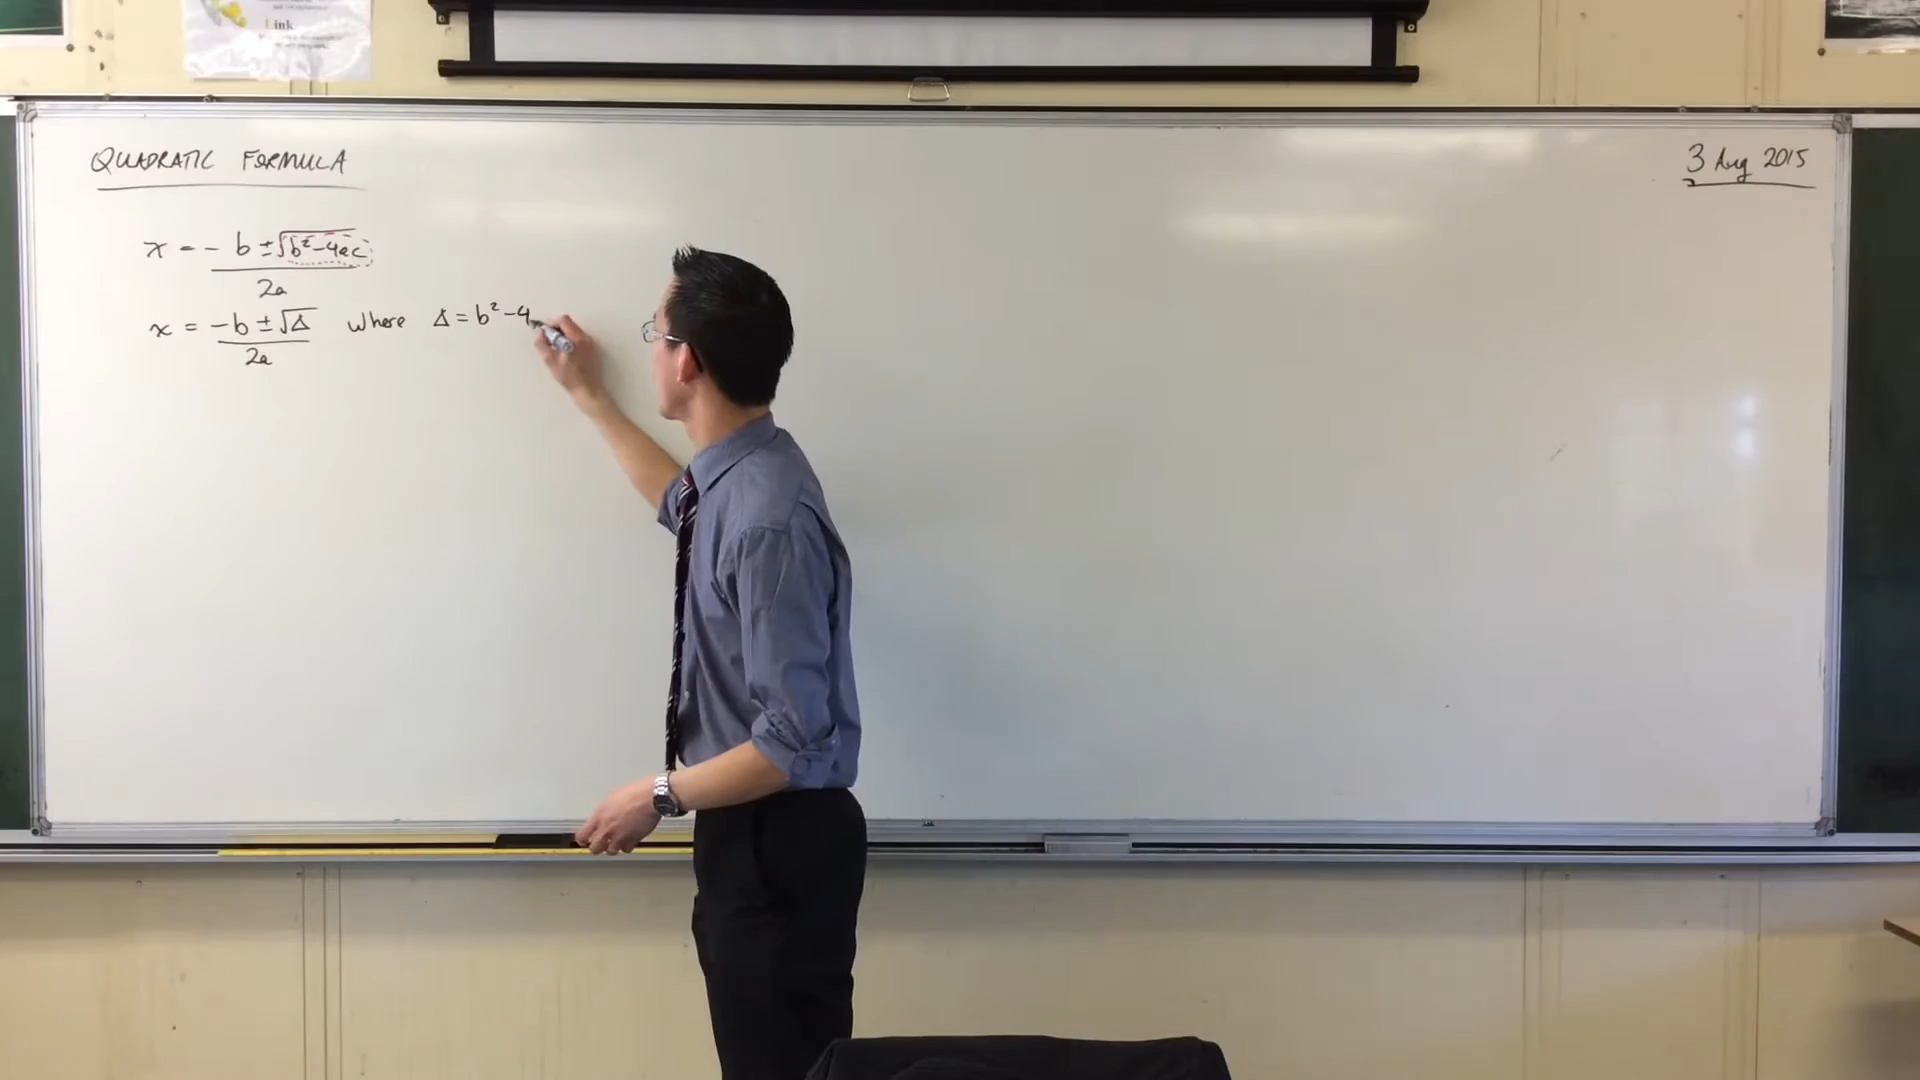 Link
QUADRATIC FORMULA
3 Aug 2015
x = - b ± √b² - 4ac
2a
x = -b ± √Δ where Δ = b² - 4
2a